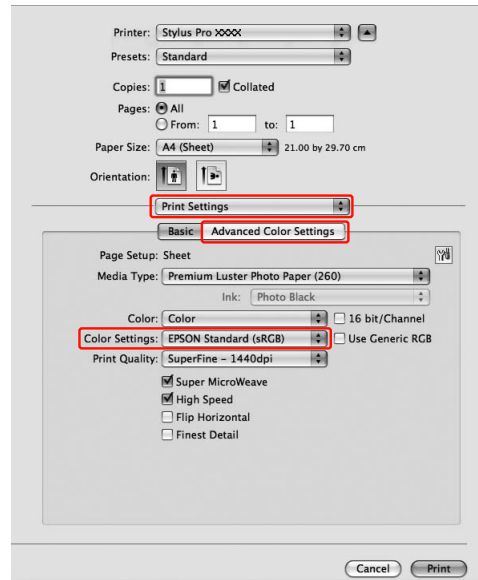 Printer: Stylus Pro XXXX
Presets: Standard
Copies: 1 Collated
Pages: All
From: 1 to: 1
Paper Size: A4 (Sheet) 21.00 by 29.70 cm
Orientation:
Print Settings
Basic Advanced Color Settings
Page Setup: Sheet
Media Type: Premium Luster Photo Paper (260)
Ink: Photo Black
Color: Color 16 bit/Channel
Color Settings: EPSON Standard (sRGB) Use Generic RGB
Print Quality: SuperFine – 1440dpi
Super MicroWeave
High Speed
Flip Horizontal
Finest Detail
Cancel Print